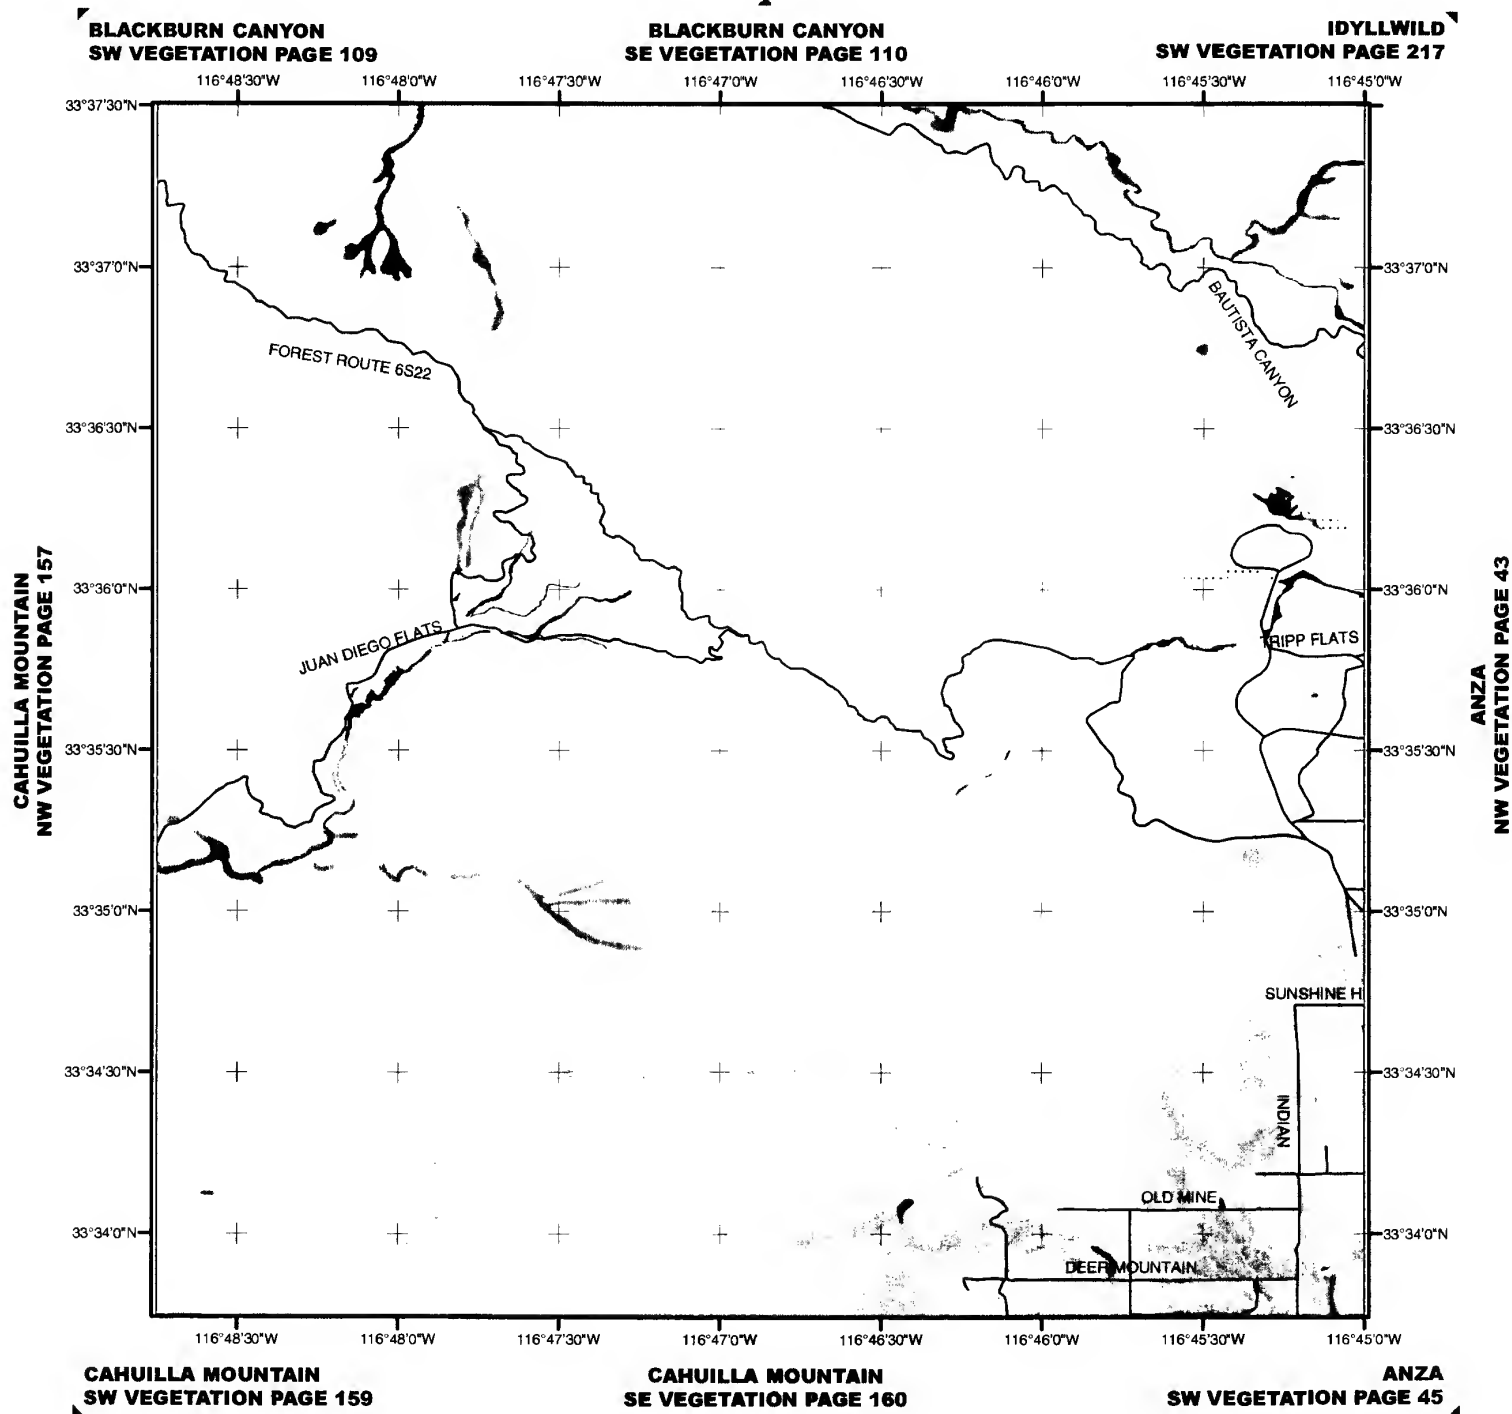 BLACKBURN CANYON
SW VEGETATION PAGE 109
BLACKBURN CANYON
SE VEGETATION PAGE 110
IDYLLWILD
SW VEGETATION PAGE 217
116°48'30"W
116°48'W
116°47'30"W
116°47'0"W
116°46'30"W
116°46'0"W
116°45'30"W
116°45'0"W
33°37'30"N
33°37'0"N
33°37'0"N
BAUTISTA CANYON
FOREST ROUTE 6S22
33°36'30"N
33°36'30"N
CAHUILLA MOUNTAIN
NW VEGETATION PAGE 157
ANZA
NW VEGETATION PAGE 43
33°36'0"N
33°36'0"N
JUAN DIEGO FLATS
TRIPP FLATS
33°35'30"N
33°35'30"N
33°35'0"N
33°35'0"N
SUNSHINE H
33°34'30"N
33°34'30"N
INDIAN
OLD MINE
33°34'0"N
33°34'0"N
DEER MOUNTAIN
116°48'30"W
116°48'0"W
116°47'30"W
116°47'0"W
116°46'30"W
116°46'0"W
116°45'30"W
116°45'0"W
CAHUILLA MOUNTAIN
SW VEGETATION PAGE 159
CAHUILLA MOUNTAIN
SE VEGETATION PAGE 160
ANZA
SW VEGETATION PAGE 45